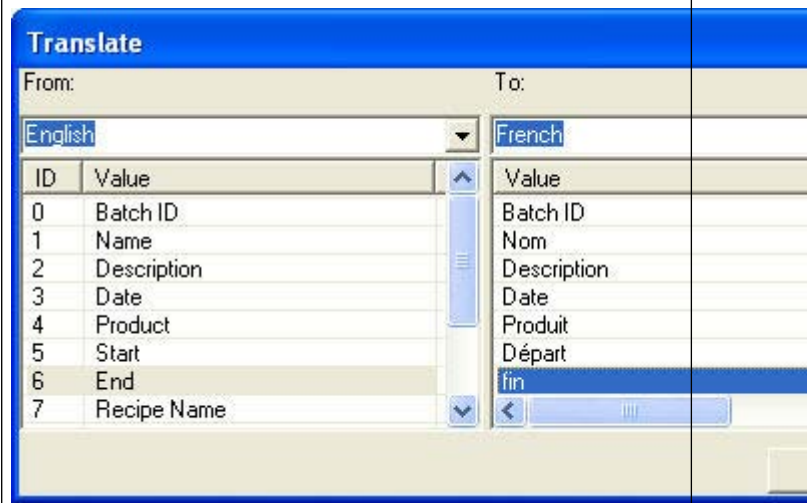 Translate
From: To:
English French
ID Value Value
0 Batch ID Batch ID
1 Name Nom
2 Description Description
3 Date Date
4 Product Produit
5 Start Départ
6 End fin
7 Recipe Name